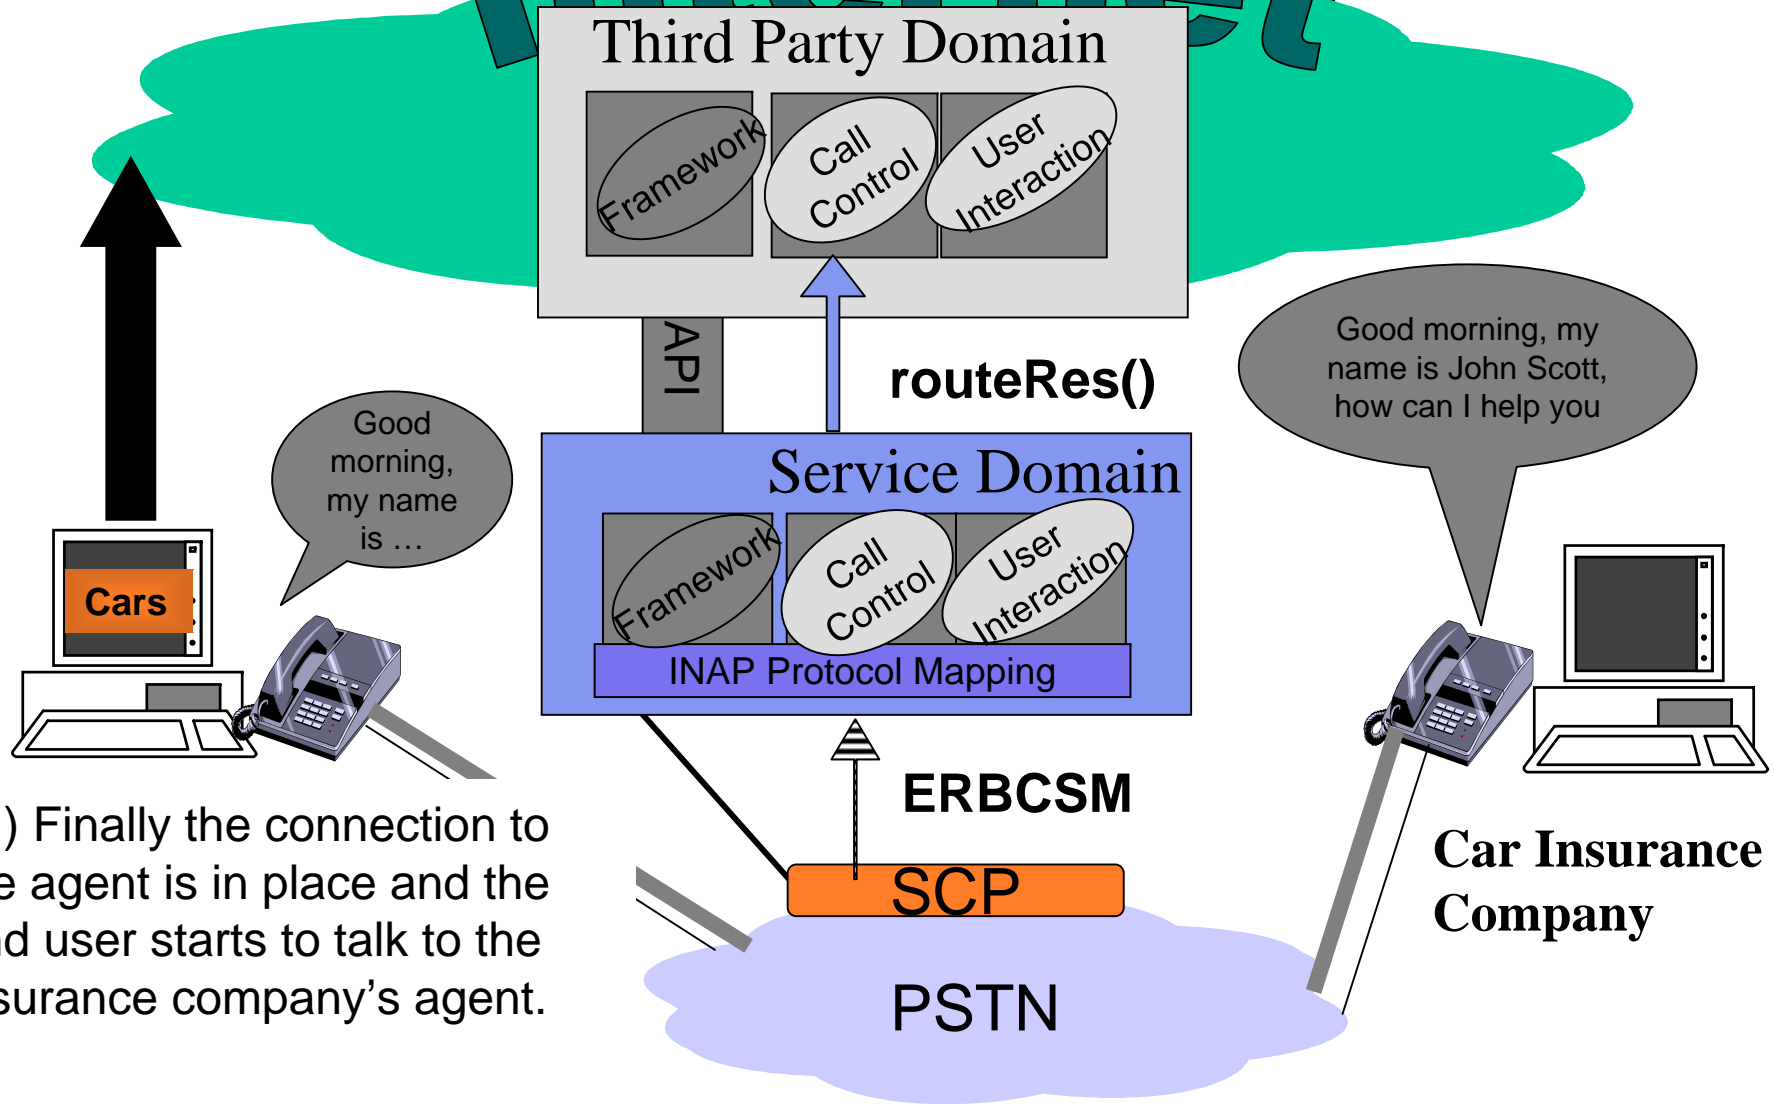 Third Party Domain
Framework
Call
Control
User
Interaction
API
routeRes()
Good morning, my
name is John Scott,
how can I help you
Good
morning,
my name
is …
Service Domain
Cars
Framework
Call
Control
User
Interaction
INAP Protocol Mapping
ERBCSM
) Finally the connection to
agent is in place and the
user starts to talk to the
company’s agent.
SCP
PSTN
Car Insurance
Company